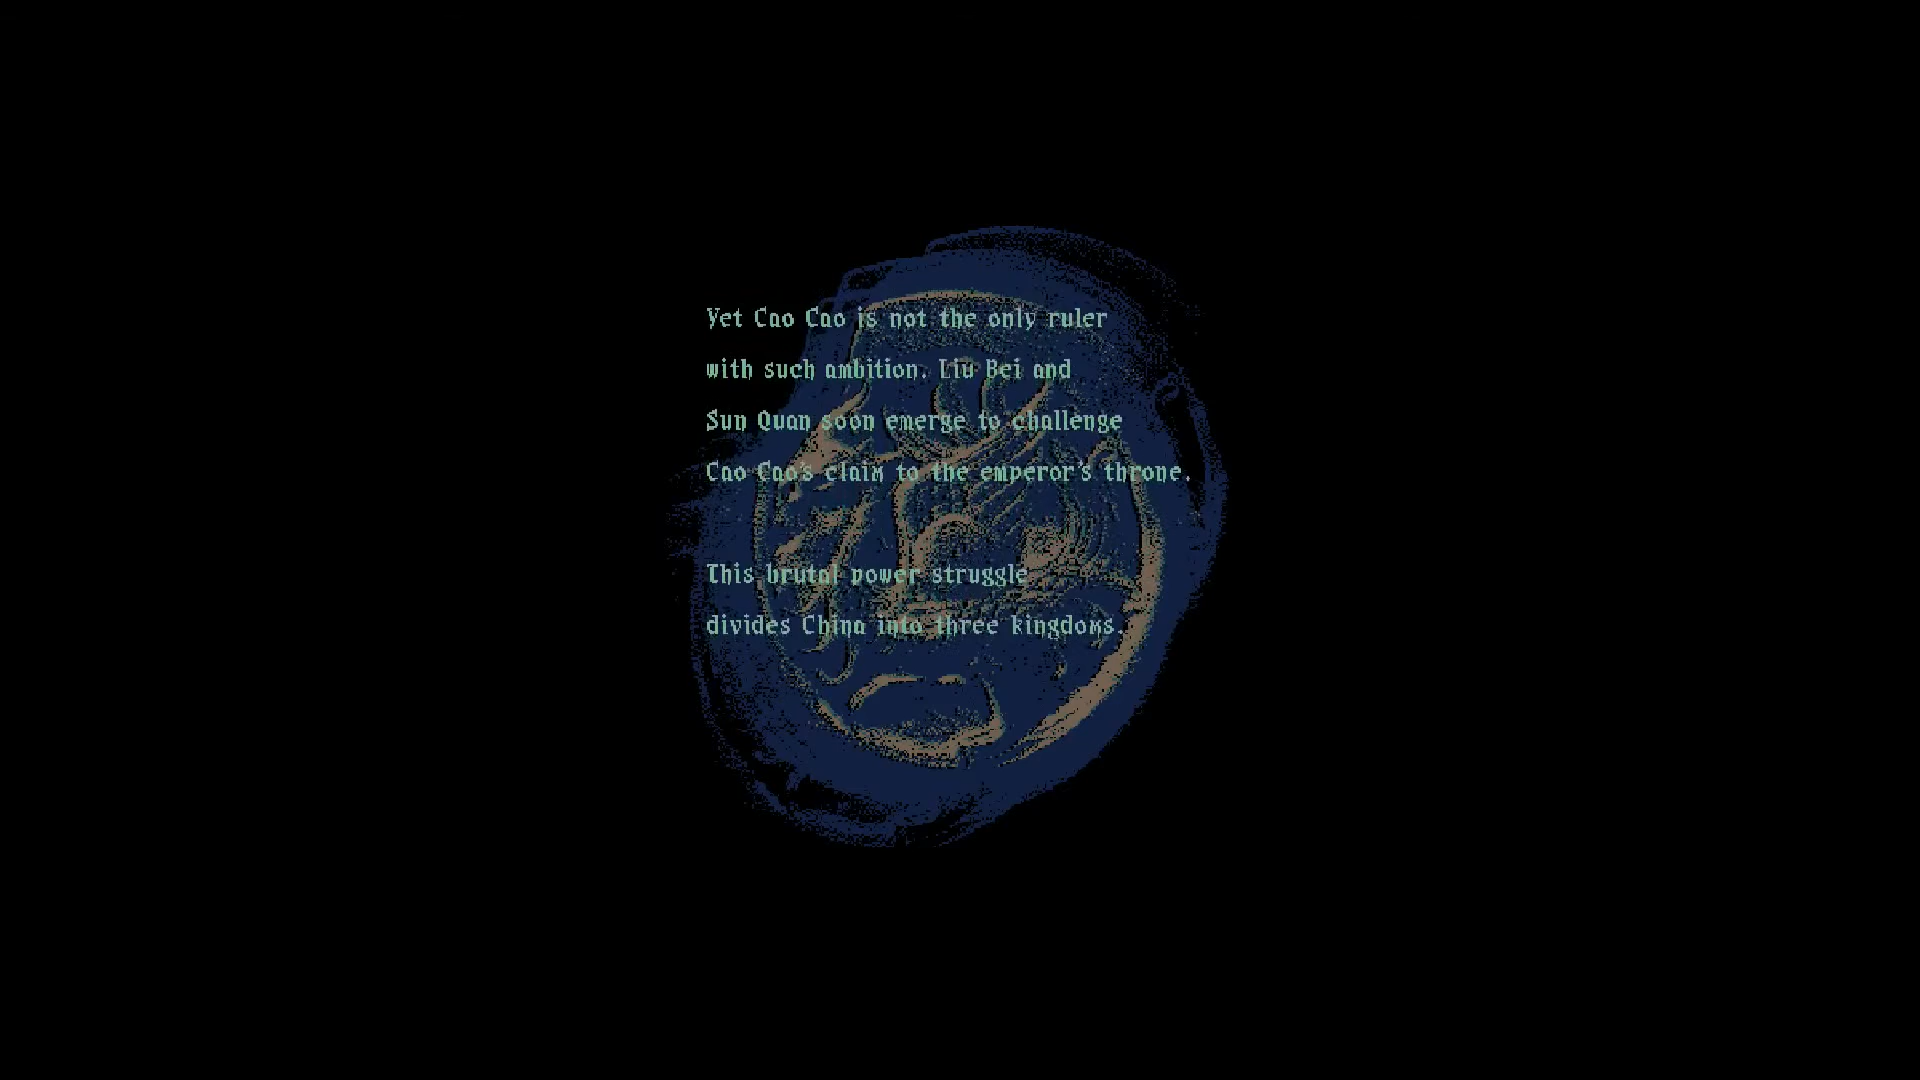 Yet Cao Cao is not the only ruler
with such ambition. Liu Bei and
Sun Quan soon emerge to challenge
Cao Cao's claim to the emperor's throne.
This brutal power struggle
divides China into three kingdoms.